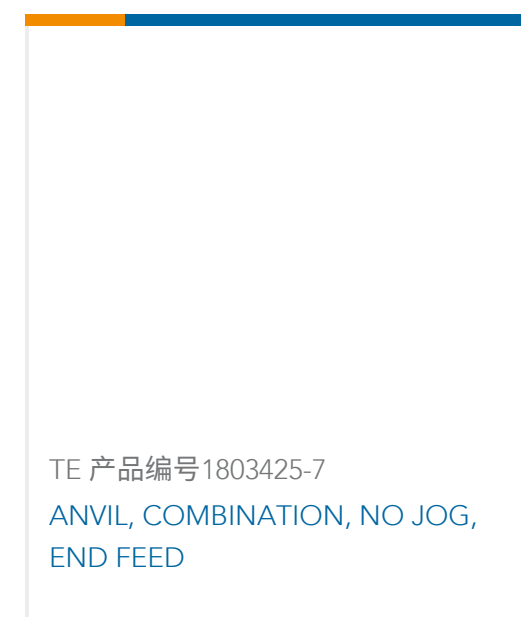 TE 产品编号1803425-7
ANVIL, COMBINATION, NO JOG,
END FEED